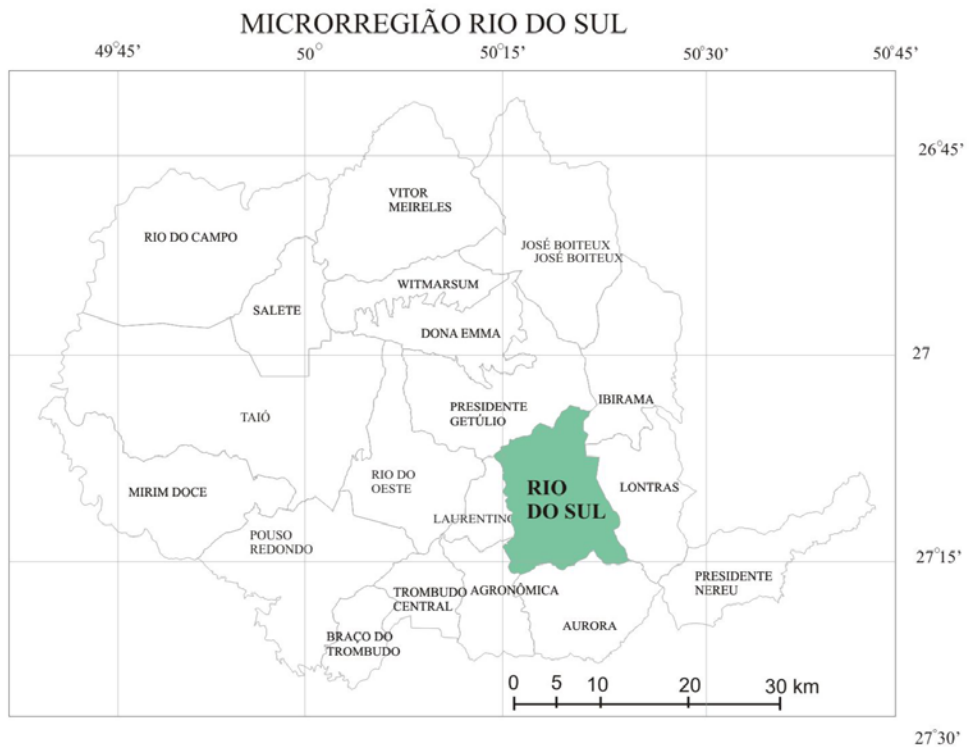 MICRORREGIÃO RIO DO SUL
49°45’
50°
50°15’
50°30’
50°45’
26°45’
VITOR
MEIRELES
RIO DO CAMPO
JOSÉ BOITEUX
JOSÉ BOITEUX
WITMARSUM
SALETE
DONA EMMA
27
IBIRAMA
PRESIDENTE
GETÚLIO
TAIÓ
RIO DO
OESTE
MIRIM DOCE
RIO
DO SUL
LONTRAS
LAURENTINO
POUSO
REDONDO
27°15’
PRESIDENTE
NEREU
TROMBUDO
CENTRAL
AGRONÔMICA
AURORA
BRAÇO DO
TROMBUDO
0 5 10 20 30 km
27°30’